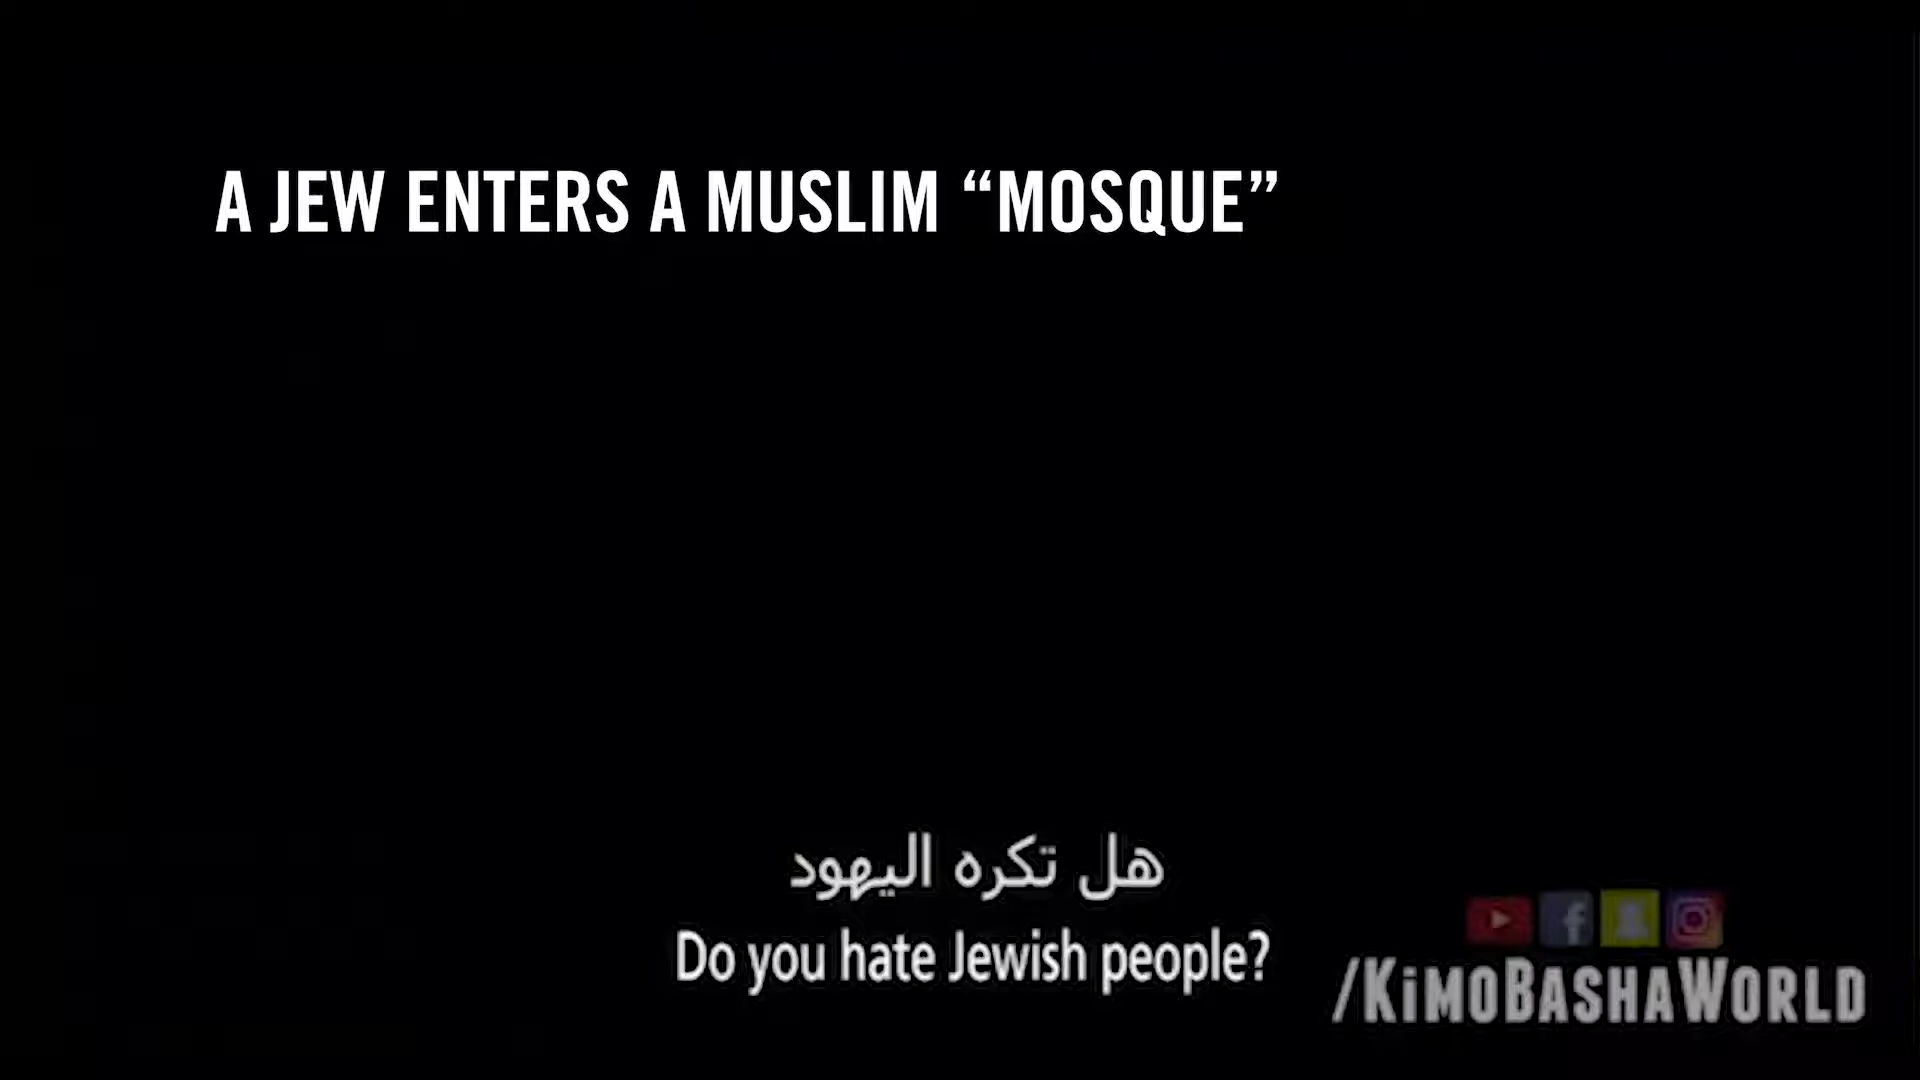 A JEW ENTERS A MUSLIM “MOSQUE”
هل تكره اليهود
Do you hate Jewish people?
/KiMOBASHAWORLD